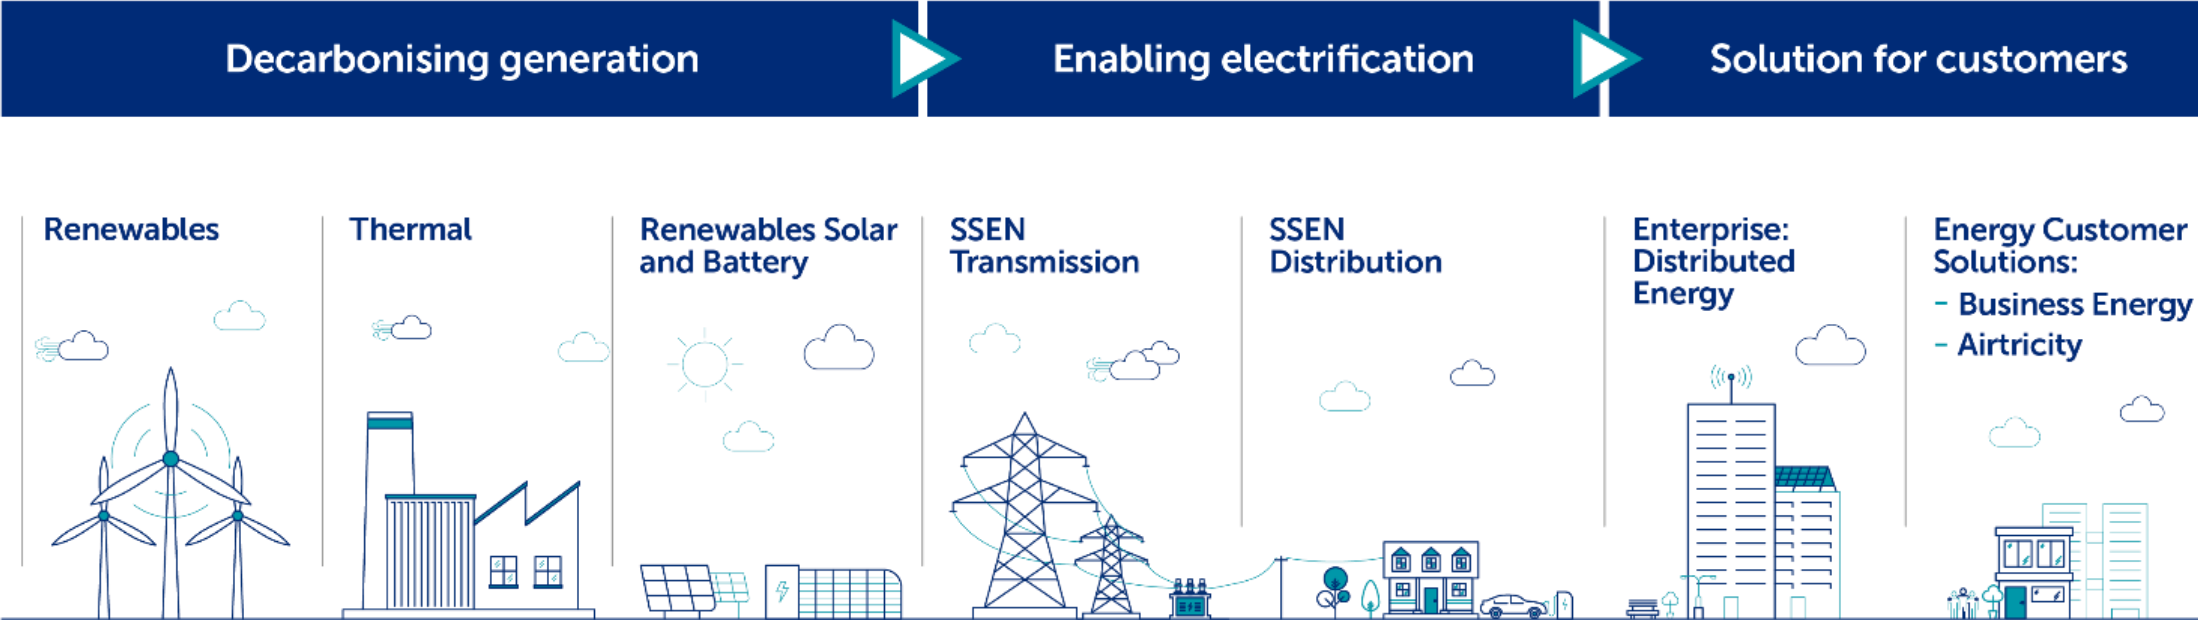 Decarbonising generation
Enabling electrification
Solution for customers
Renewables
Thermal
Renewables Solar
and Battery
SSEN
Transmission
SSEN
Distribution
Enterprise:
Distributed
Energy
Energy Customer
Solutions:
- Business Energy
- Airtricity